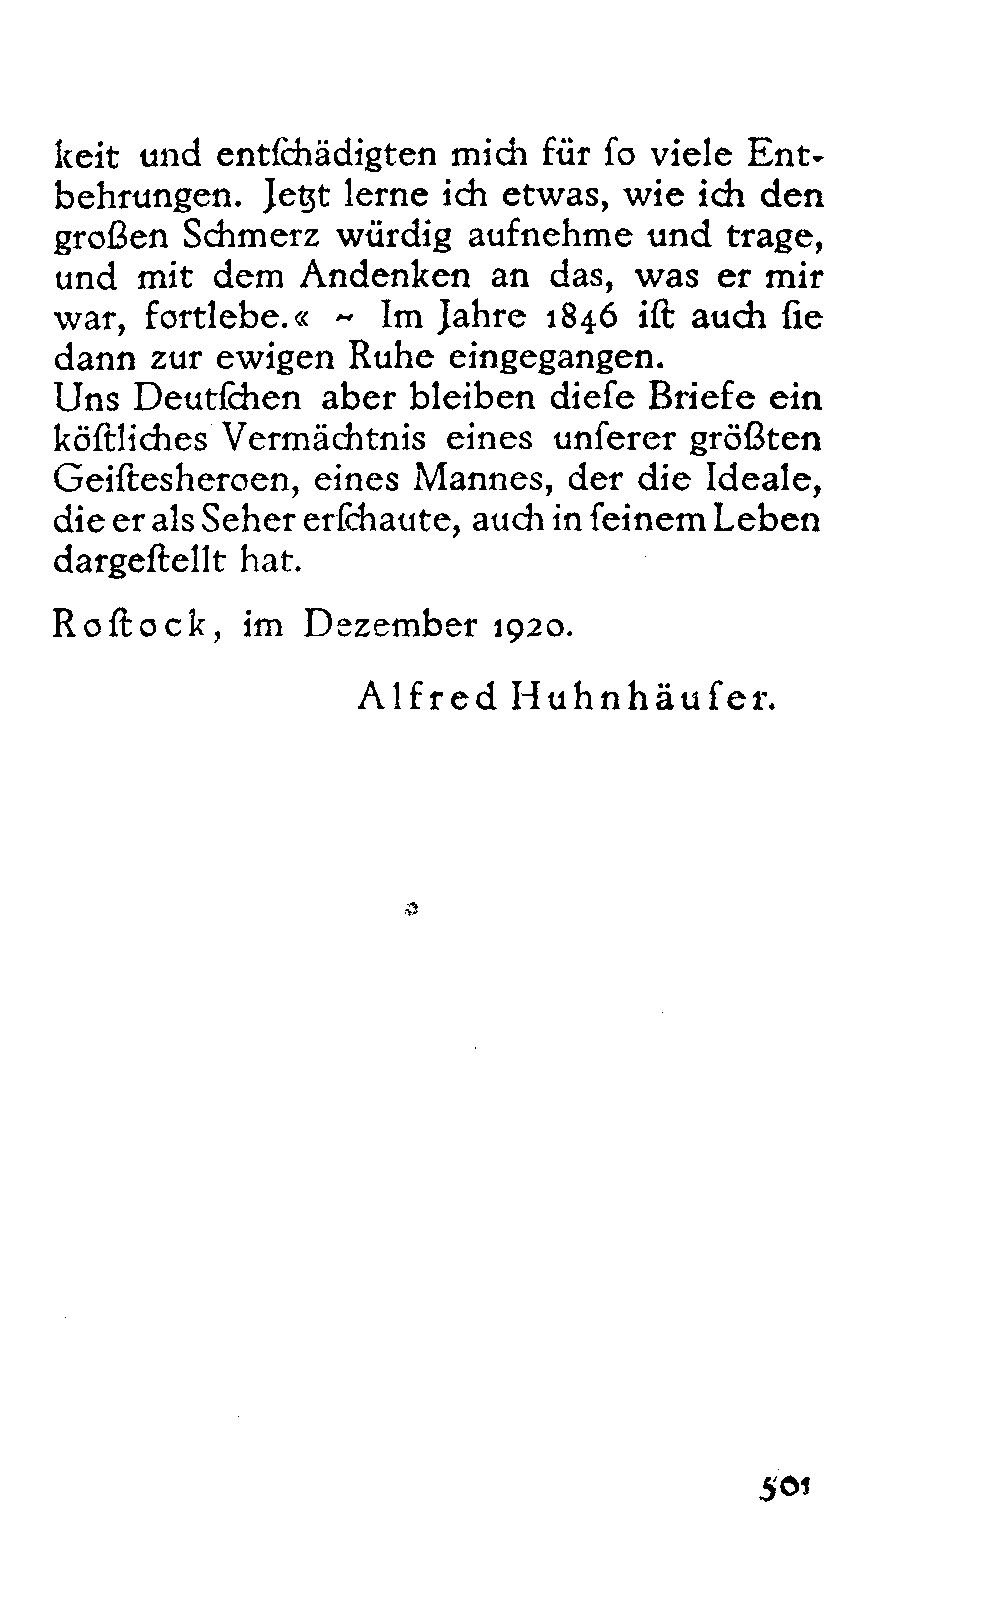 keit und entſchädigten mich für ſo viele Ent-
behrungen. Jetzt lerne ich etwas, wie ich den
großen Schmerz würdig aufnehme und trage,
und mit dem Andenken an das, was er mir
war, fortlebe.« ~ Im Jahre 1846 iſt auch ſie
dann zur ewigen Ruhe eingegangen.
Uns Deutſchen aber bleiben dieſe Briefe ein
köſtliches Vermächtnis eines unſerer größten
Geiſtesheroen, eines Mannes, der die Ideale,
die er als Seher erſchaute, auch in ſeinem Leben
dargeſtellt hat.
Roſtock, im Dezember 1920.
Alfred Huhnhäuſer.
501